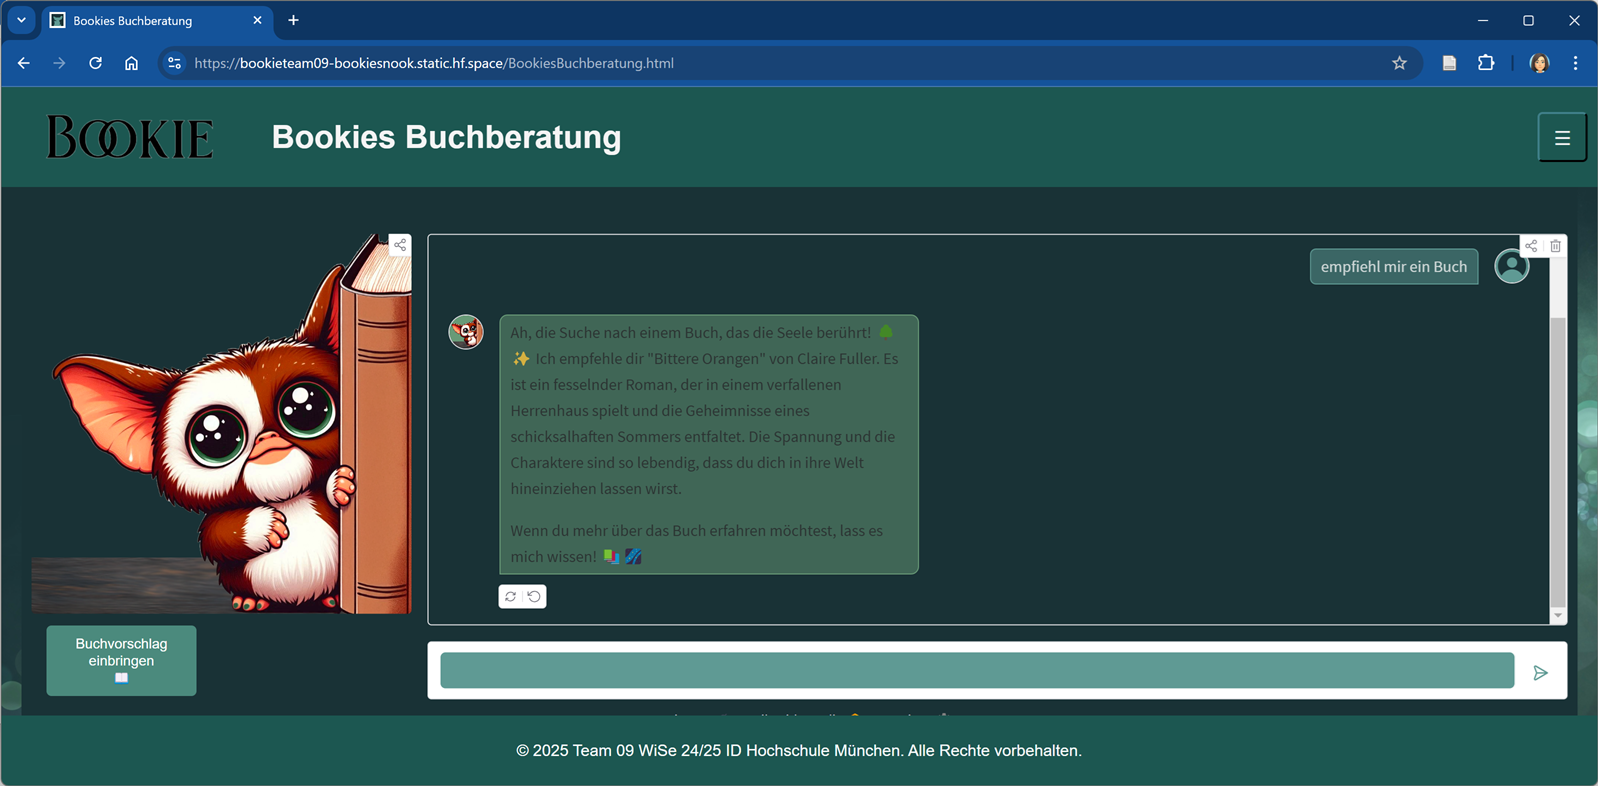 Bookies Buchberatung
https://bookieteam09-bookiesnook.static.hf.space/BookiesBuchberatung.html
BOOKIE
Bookies Buchberatung
empfiehl mir ein Buch
Ah, die Suche nach einem Buch, das die Seele berührt!
✨ Ich empfehle dir "Bittere Orangen" von Claire Fuller. Es
ist ein fesselnder Roman, der in einem verfallenen
Herrenhaus spielt und die Geheimnisse eines
schicksalhaften Sommers entfaltet. Die Spannung und die
Charaktere sind so lebendig, dass du dich in ihre Welt
hineinziehen lassen wirst.
Wenn du mehr über das Buch erfahren möchtest, lass es
mich wissen!
Buchvorschlag
einbringen
© 2025 Team 09 WiSe 24/25 ID Hochschule München. Alle Rechte vorbehalten.